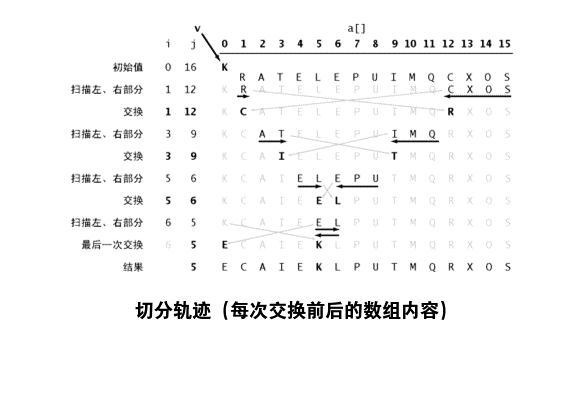 v a[]
i j 0 1 2 3 4 5 6 7 8 9 10 11 12 13 14 15
初始值 0 16 K R A T E L E P U I M Q C X O S
扫描左、右部分 1 12 K R A T E L E P U I M Q C X O S
交换 1 12 K C A T E L E P U I M Q R X O S
扫描左、右部分 3 9 K C A T E L E P U I M Q R X O S
交换 3 9 K C A I E L E P U T M Q R X O S
扫描左、右部分 5 6 K C A I E L E P U T M Q R X O S
交换 5 6 K C A I E E L P U T M Q R X O S
扫描左、右部分 6 5 K C A I E E L P U T M Q R X O S
最后一次交换 6 5 E C A I E K L P U T M Q R X O S
结果 5 E C A I E K L P U T M Q R X O S
切分轨迹（每次交换前后的数组内容）